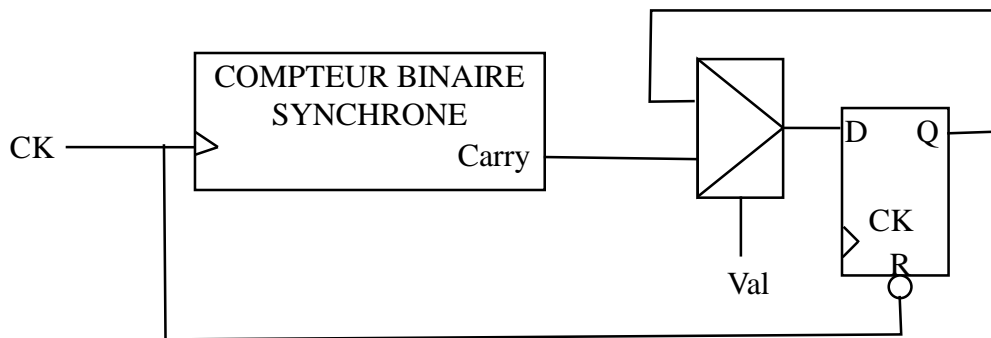 COMPTEUR BINAIRE
SYNCHRONE
CK
Carry
D
Q
CK
R
Val